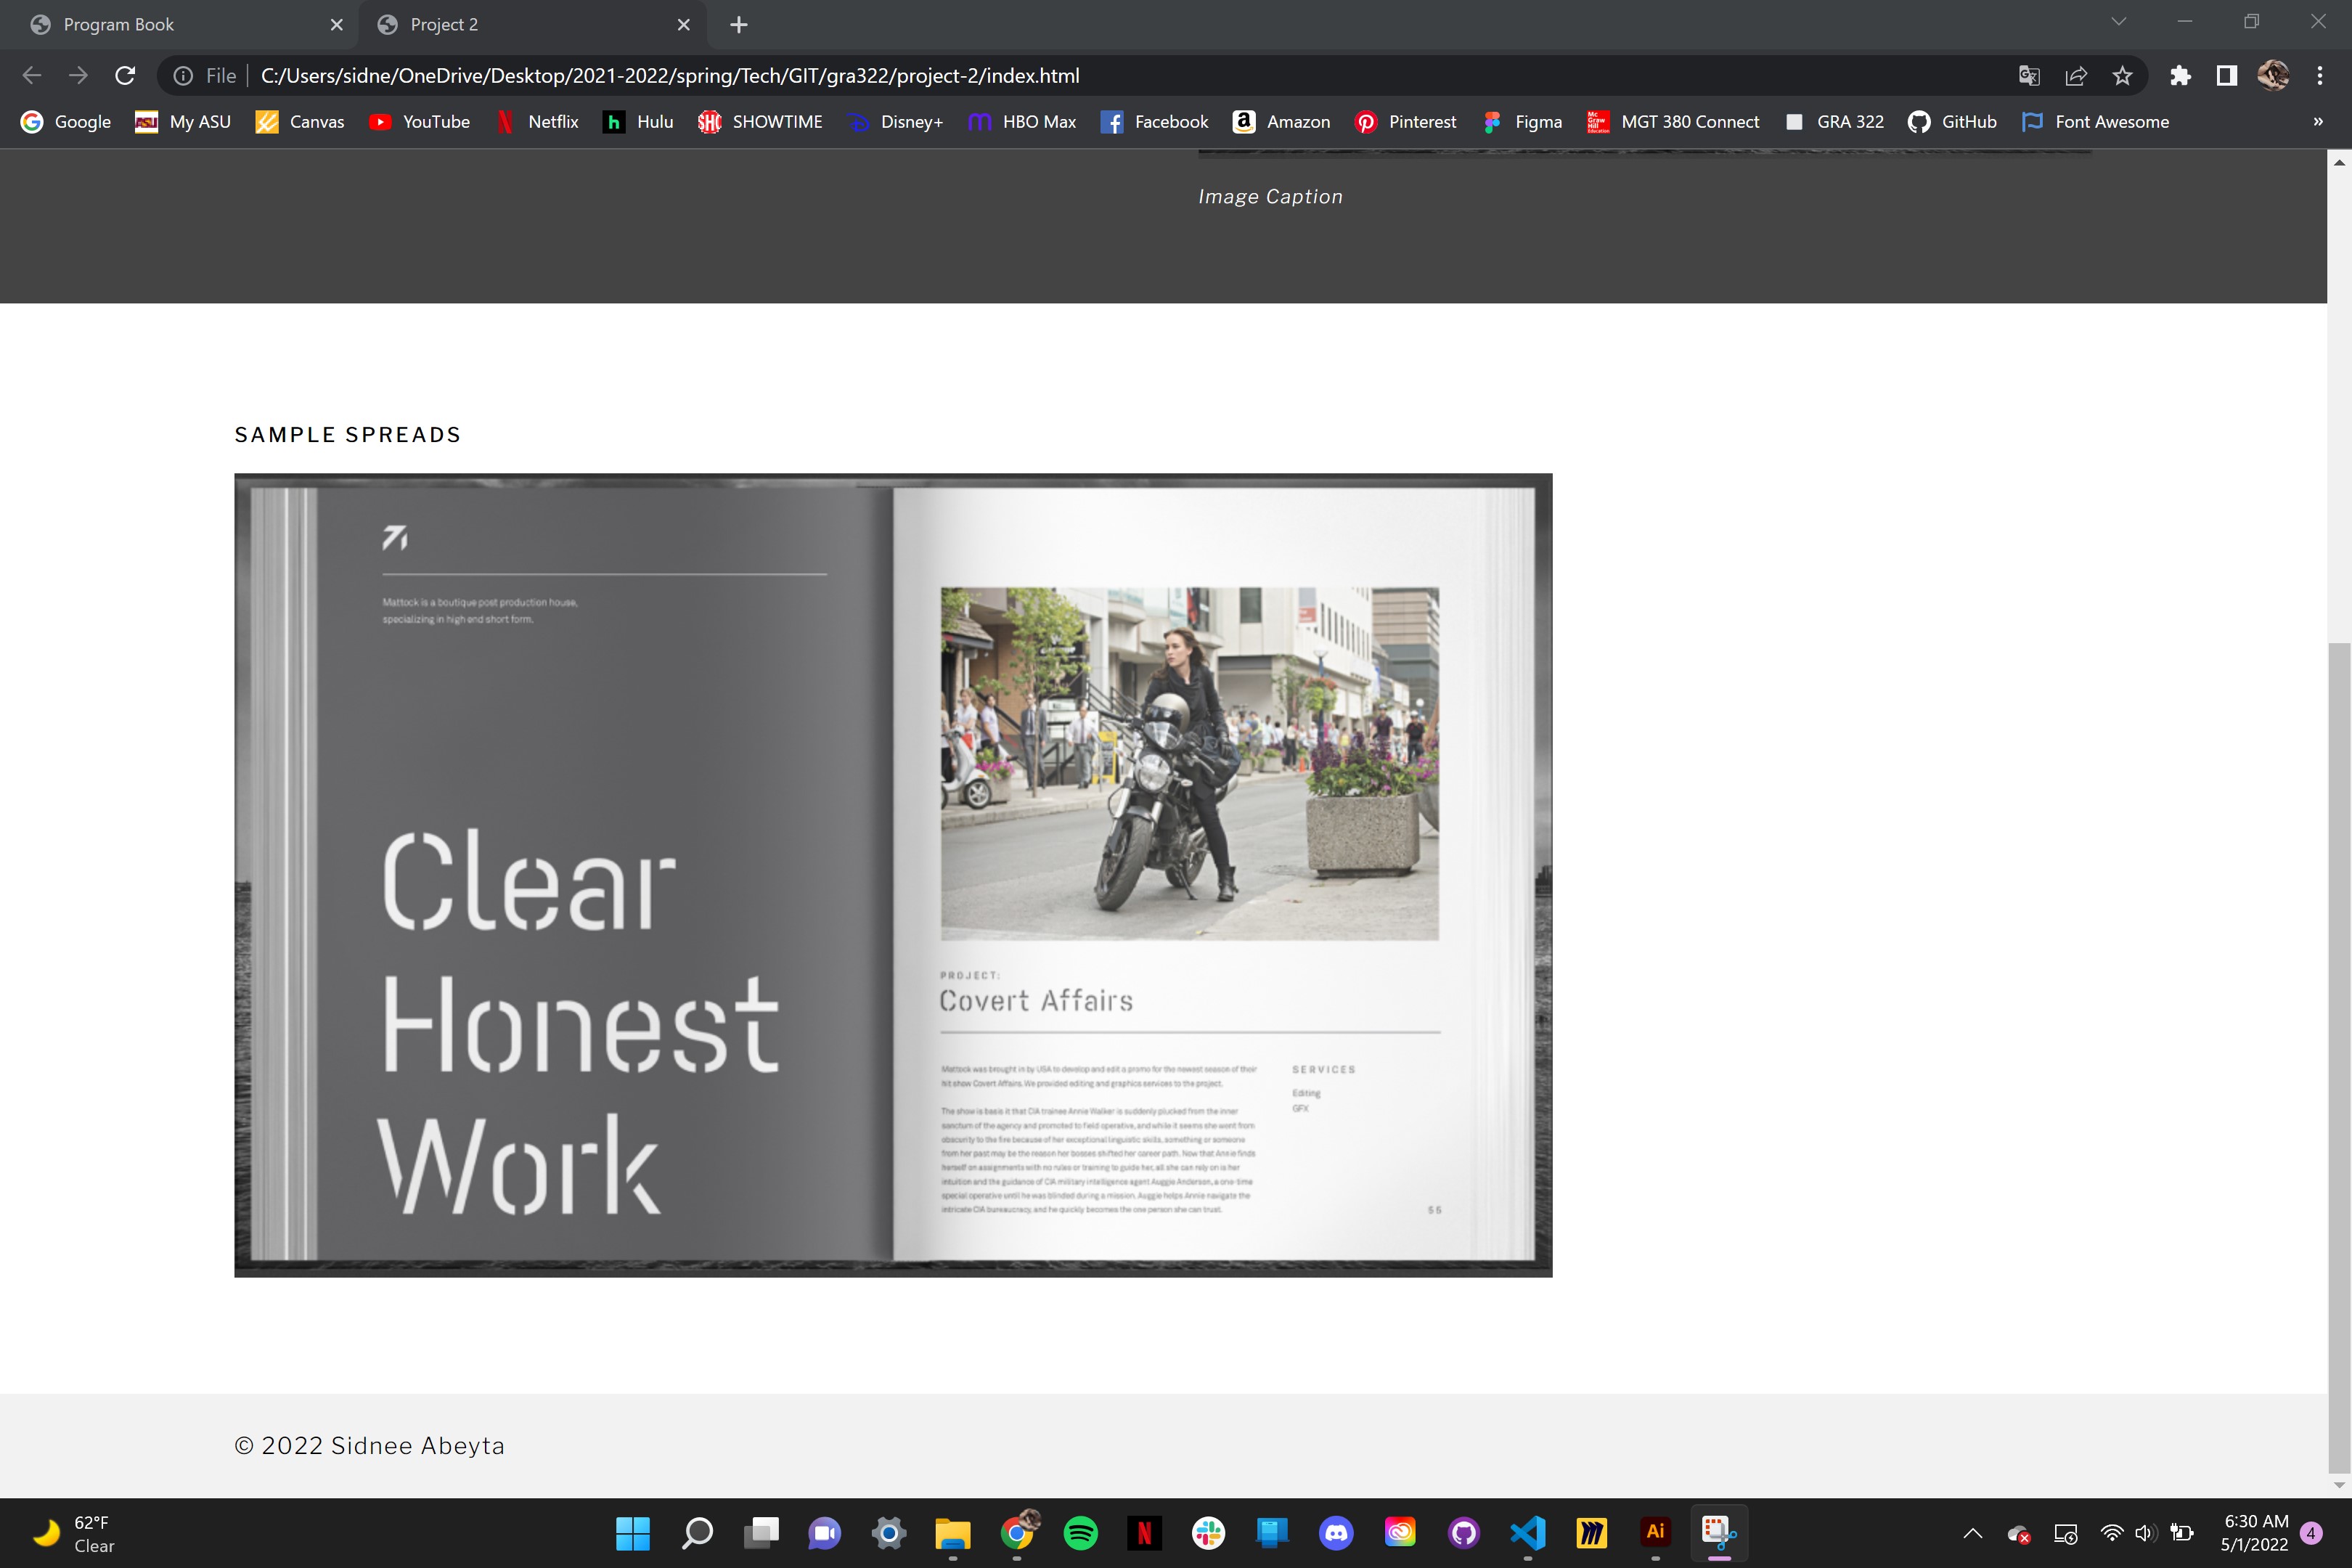 Program Book
Project 2
File
C:/Users/sidne/OneDrive/Desktop/2021-2022/spring/Tech/GIT/gra322/project-2/index.html
Google
My ASU
Canvas
YouTube
Netflix
Hulu
SHOWTIME
Disney+
HBO Max
Facebook
Amazon
Pinterest
Figma
MGT 380 Connect
GRA 322
GitHub
Font Awesome
»
Image Caption
SAMPLE SPREADS
Mattock is a boutique post production house,
specializing in high end short form.
Clear
Honest
Work
PROJECT:
Covert Affairs
Mattock was brought in by USA to develop and edit a promo for the newest season of their
hit show Covert Affairs. We provided editing and graphics services to the project.
The show is basis it that CIA trainee Annie Walker is suddenly plucked from the inner
sanctum of the agency and promoted to field operative, and while it seems she went from
obscurity to the fire because of her exceptional linguistic skills, something or someone
from her past may be the reason her bosses shifted her career path. Now that Annie finds
herself on assignments with no rules or training to guide her, all she can rely on is her
intuition and the guidance of CIA military intelligence agent Auggie Anderson, a one-time
special operative until he was blinded during a mission. Auggie helps Annie navigate the
intricate CIA bureaucracy, and he quickly becomes the one person she can trust.
SERVICES
Editing
GFX
55
© 2022 Sidnee Abeyta
62°F
Clear
Ai
6:30 AM
5/1/2022
4